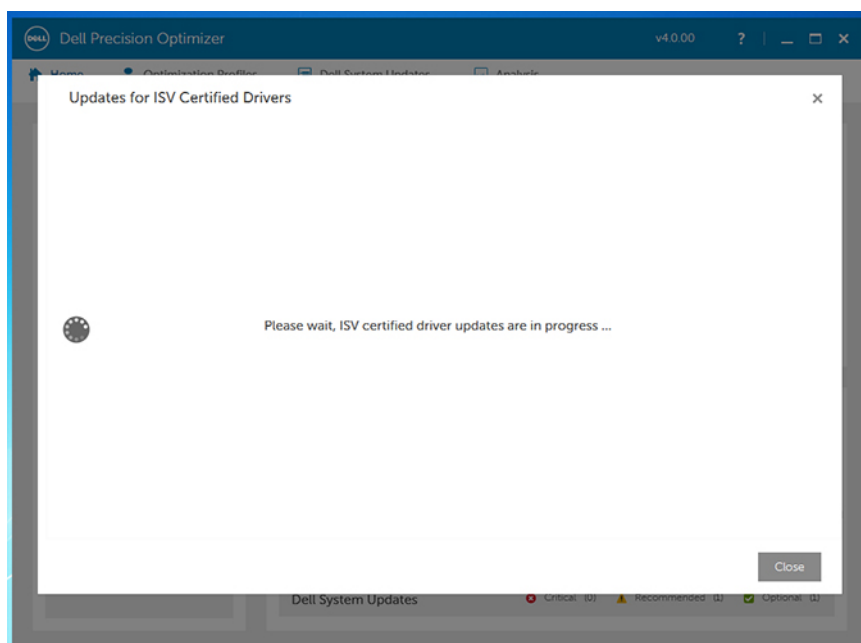 DELL Dell Precision Optimizer v4.0.00 ?
Home Optimization Profiles Dell System Updates Analysis
Updates for ISV Certified Drivers
Please wait, ISV certified driver updates are in progress ...
Close
Dell System Updates Critical (0) Recommended (1) Optional (1)